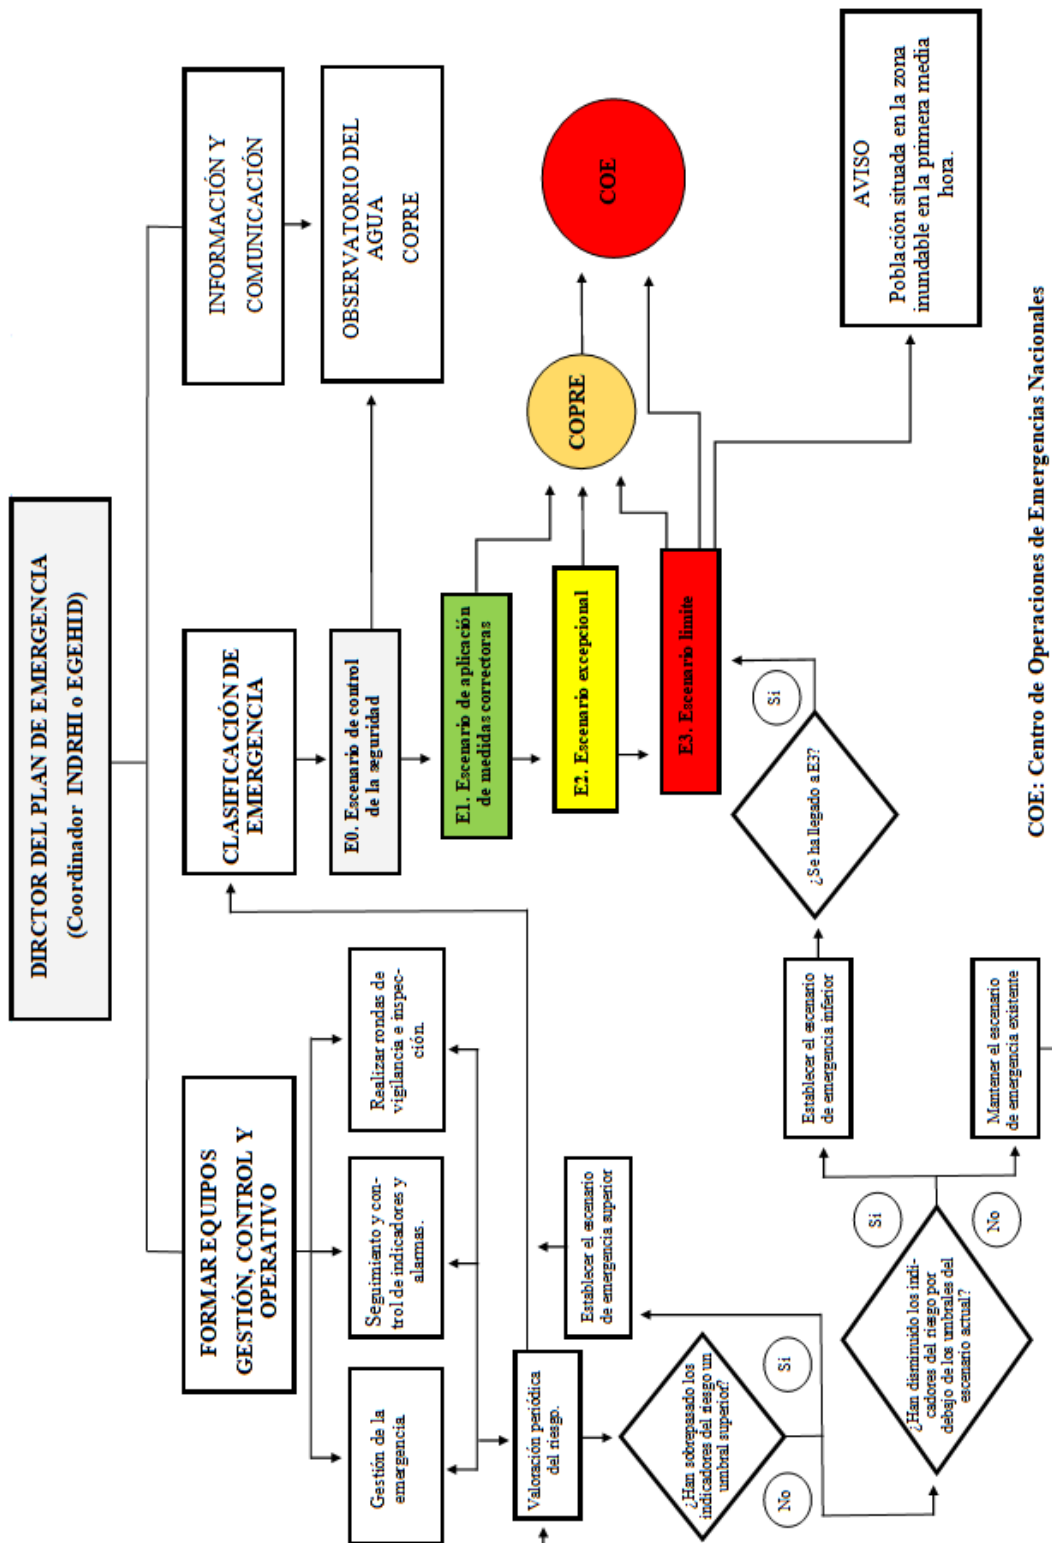 DIRCTOR DEL PLAN DE EMERGENCIA
(Coordinador INDRHI o EGEHID)
FORMAR EQUIPOS
GESTIÓN, CONTROL Y
OPERATIVO
CLASIFICACIÓN DE
EMERGENCIA
INFORMACIÓN Y
COMUNICACIÓN
Gestión de la
emergencia.
Seguimiento y con-
trol de indicadores y
alarmas.
Realizar rondas de
vigilancia e inspec-
ción.
E0. Escenario de control
de la seguridad
OBSERVATORIO DEL
AGUA
COPRE
Valoración periódica
del riesgo.
Establecer el escenario
de emergencia superior
E1. Escenario de aplicación
de medidas correctoras
E2. Escenario excepcional
E3. Escenario limite
COPRE
COE
¿Han sobrepasado los
indicadores del riesgo un
umbral superior?
No
Si
¿Han disminuido los indi-
cadores del riesgo por
debajo de los umbrales del
escenario actual?
Si
No
Establecer el escenario
de emergencia inferior
Mantener el escenario
de emergencia existente
¿Se ha llegado a E3?
Si
AVISO
Población situada en la zona
inundable en la primera media
hora.
COE: Centro de Operaciones de Emergencias Nacionales